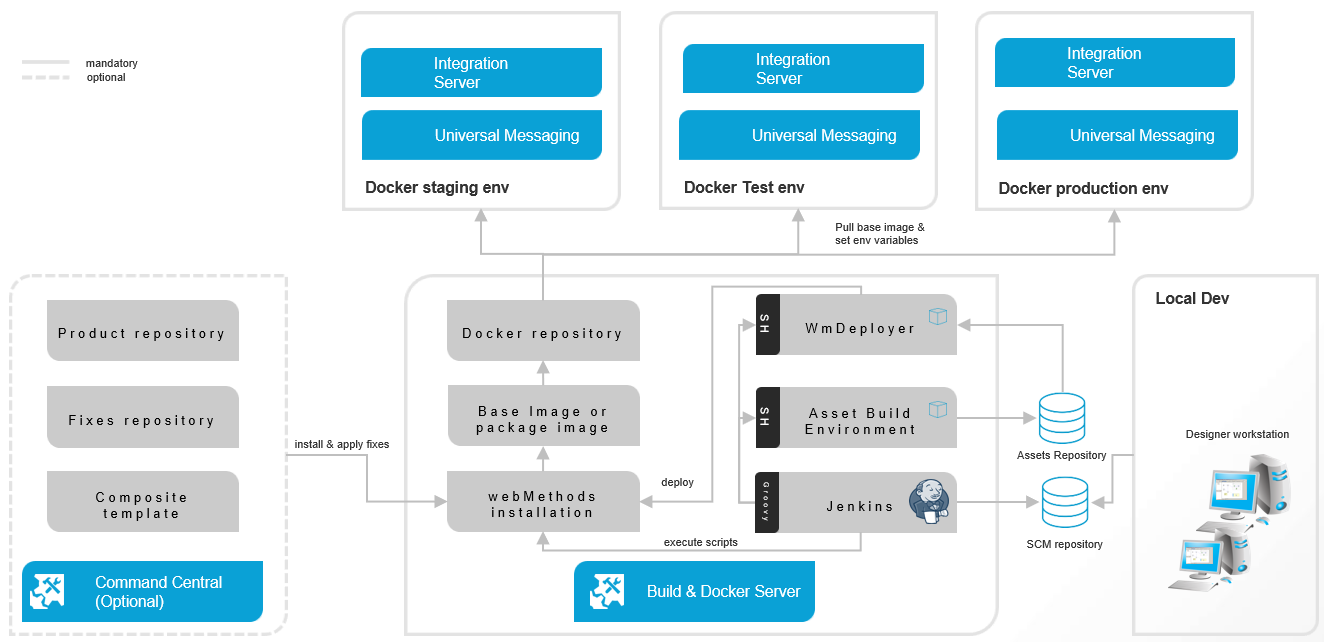 mandatory
optional
Integration
Server
Universal Messaging
Docker staging env
Integration
Server
Universal Messaging
Docker Test env
Integration
Server
Universal Messaging
Docker production env
Pull base image &
set env variables
Product repository
Fixes repository
Composite
template
Command Central
(Optional)
install & apply fixes
Docker repository
Base Image or
package image
webMethods
installation
deploy
execute scripts
SH
WmDeployer
SH
Asset Build
Environment
Groovy
Jenkins
Build & Docker Server
Assets Repository
SCM repository
Local Dev
Designer workstation